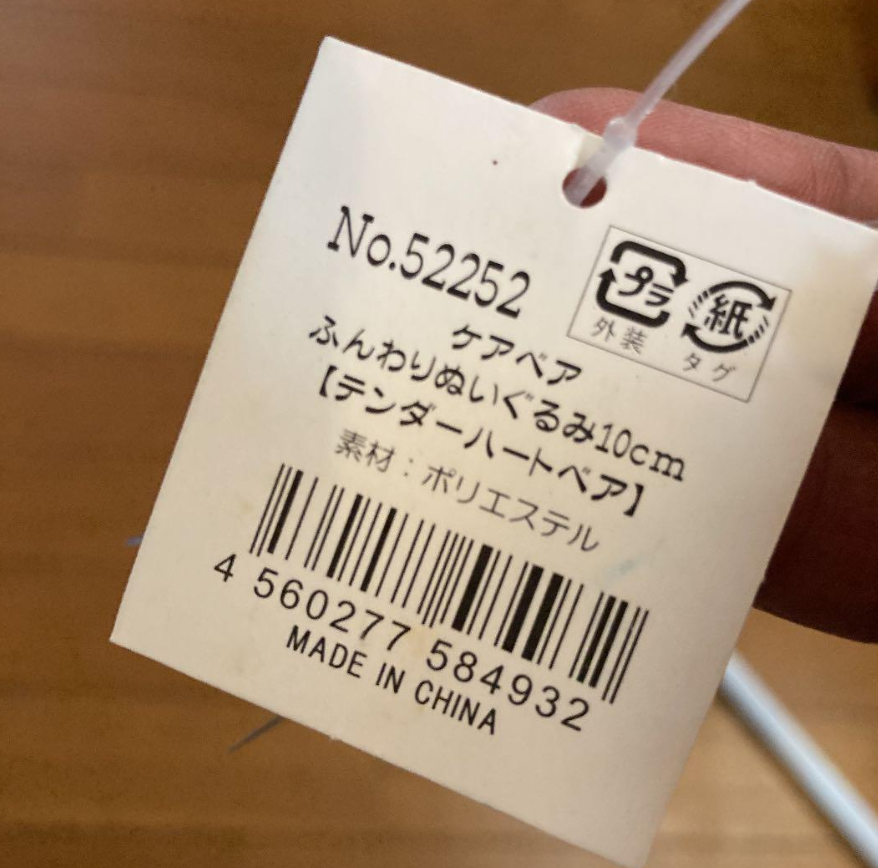 No.52252
プラ 紙
外装 タグ
ケアベア
ふんわりぬいぐるみ10cm
【テンダーハートベア】
素材：ポリエステル
4 560277 584932
MADE IN CHINA